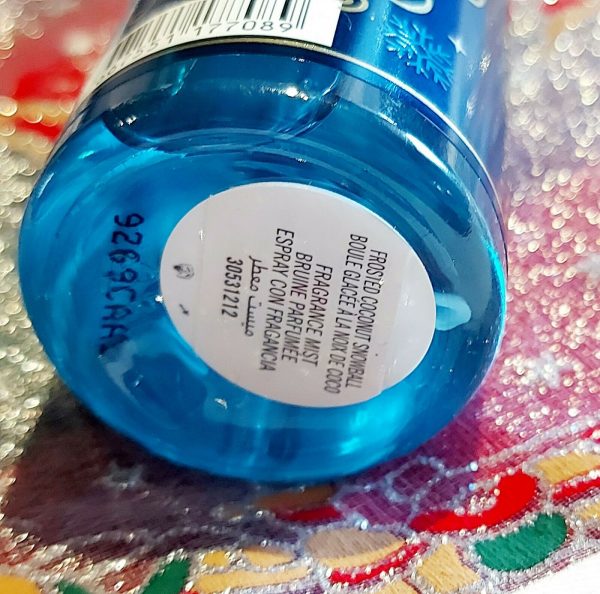 177089
FROSTED COCONUT SNOWBALL
BOULE GLACÉE À LA NOIX DE COCO
FRAGRANCE MIST
BRUINE PARFUMÉE
ESPRAY CON FRAGANCIA
ميست معطر
30531212